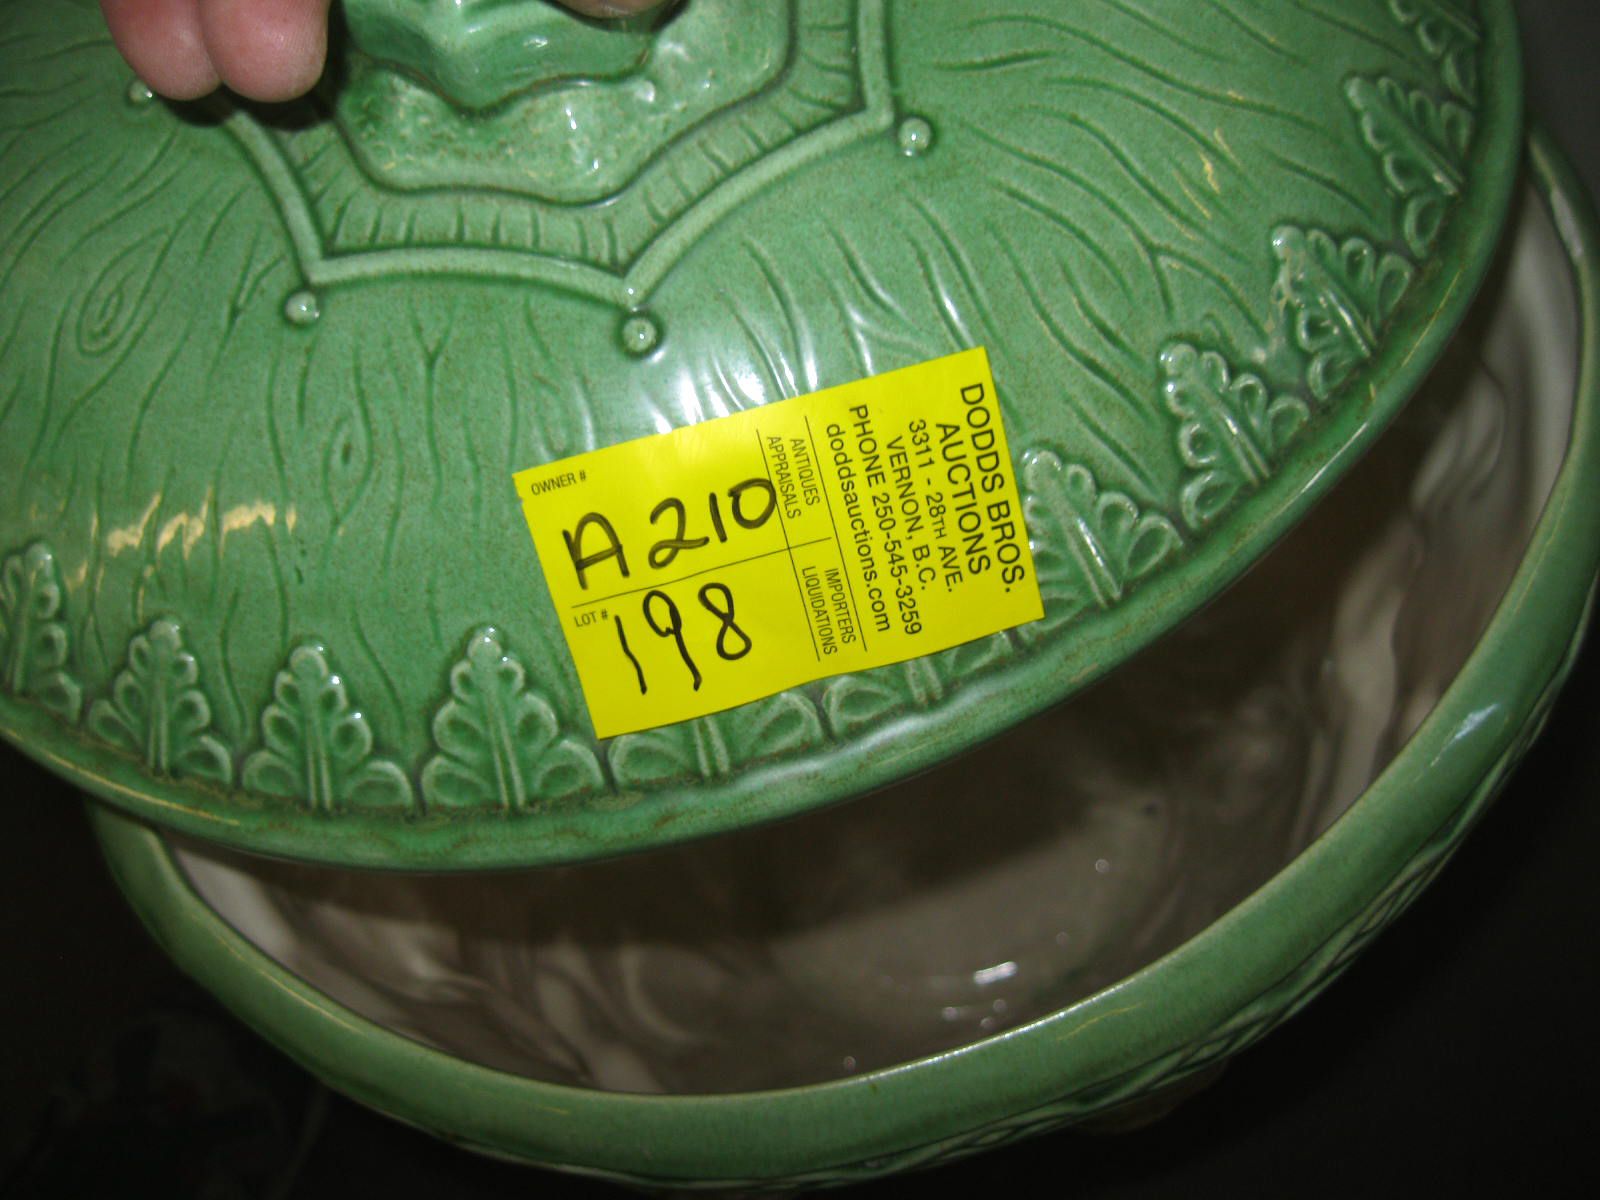 OWNER #
A 210
LOT #
198
ANTIQUES
APPRAISALS
IMPORTERS
LIQUIDATIONS
DODDS BROS.
AUCTIONS
3311 - 28TH AVE.
VERNON, B.C.
PHONE 250-545-3259
doddsauctions.com